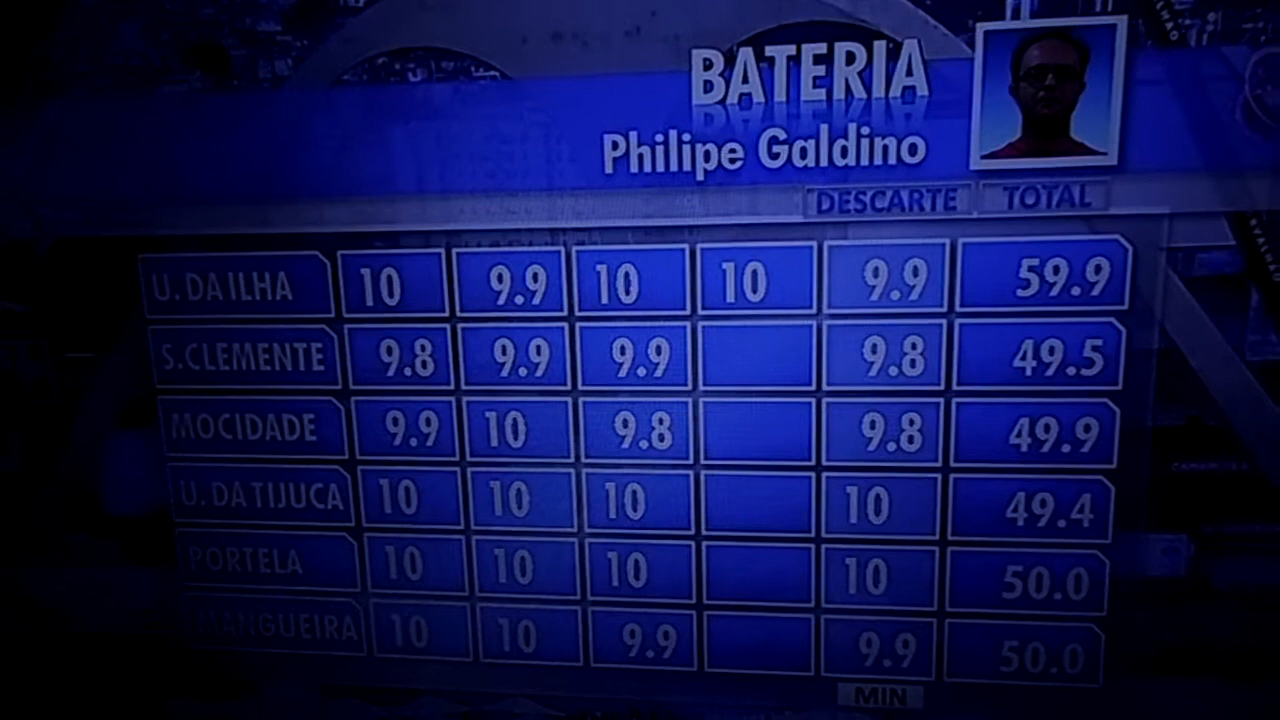 BATERIA
Philipe Galdino
DESCARTE TOTAL
U. DA ILHA 10 9.9 10 10 9.9 59.9
S.CLEMENTE 9.8 9.9 9.9 9.8 49.5
MOCIDADE 9.9 10 9.8 9.8 49.9
U. DA TIJUCA 10 10 10 10 49.4
PORTELA 10 10 10 10 50.0
MANGUEIRA 10 10 9.9 9.9 50.0
MIN